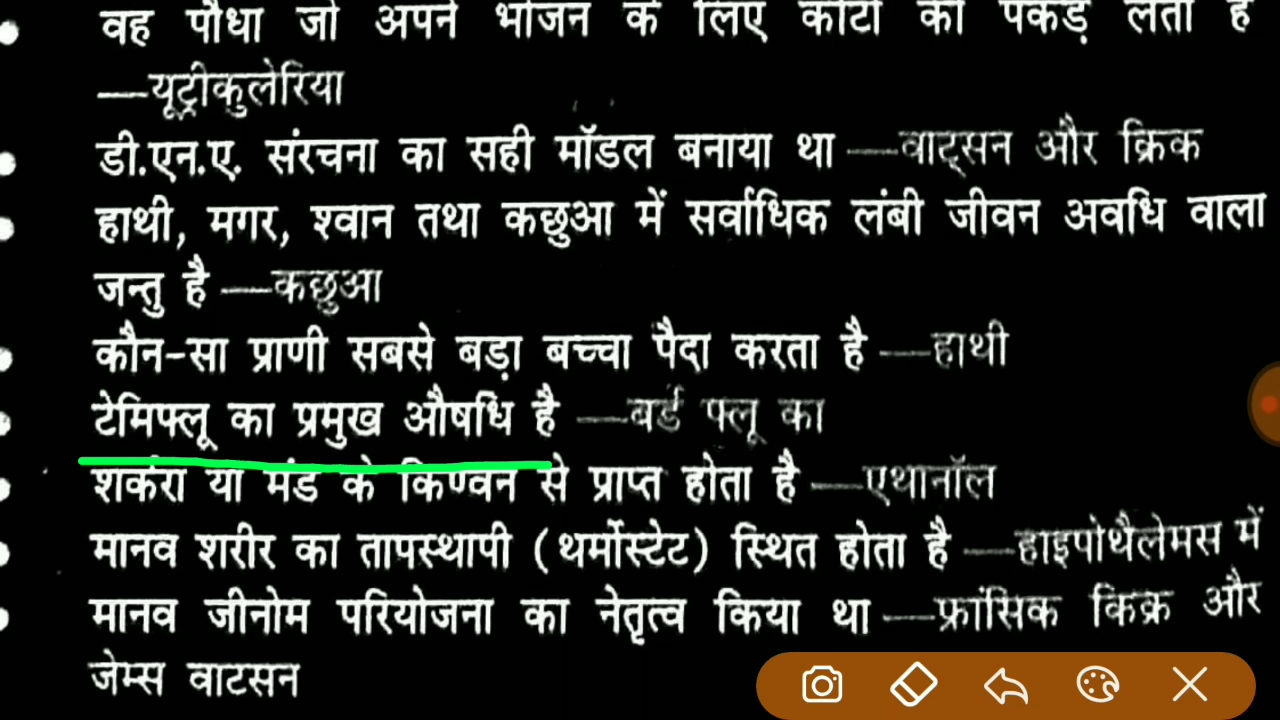 वह पौधा जो अपने भोजन के लिए कीटों को पकड़ लेता है
—यूट्रीकुलेरिया
डी.एन.ए. संरचना का सही मॉडल बनाया था —वाट्सन और क्रिक
हाथी, मगर, श्वान तथा कछुआ में सर्वाधिक लंबी जीवन अवधि वाला
जन्तु है —कछुआ
कौन-सा प्राणी सबसे बड़ा बच्चा पैदा करता है —हाथी
टेमिफ्लू का प्रमुख औषधि है —बर्ड फ्लू का
शर्करा या मंड के किण्वन से प्राप्त होता है —एथानॉल
मानव शरीर का तापस्थापी (थर्मोस्टेट) स्थित होता है —हाइपोथैलेमस में
मानव जीनोम परियोजना का नेतृत्व किया था —फ्रांसिक किक्र और
जेम्स वाटसन